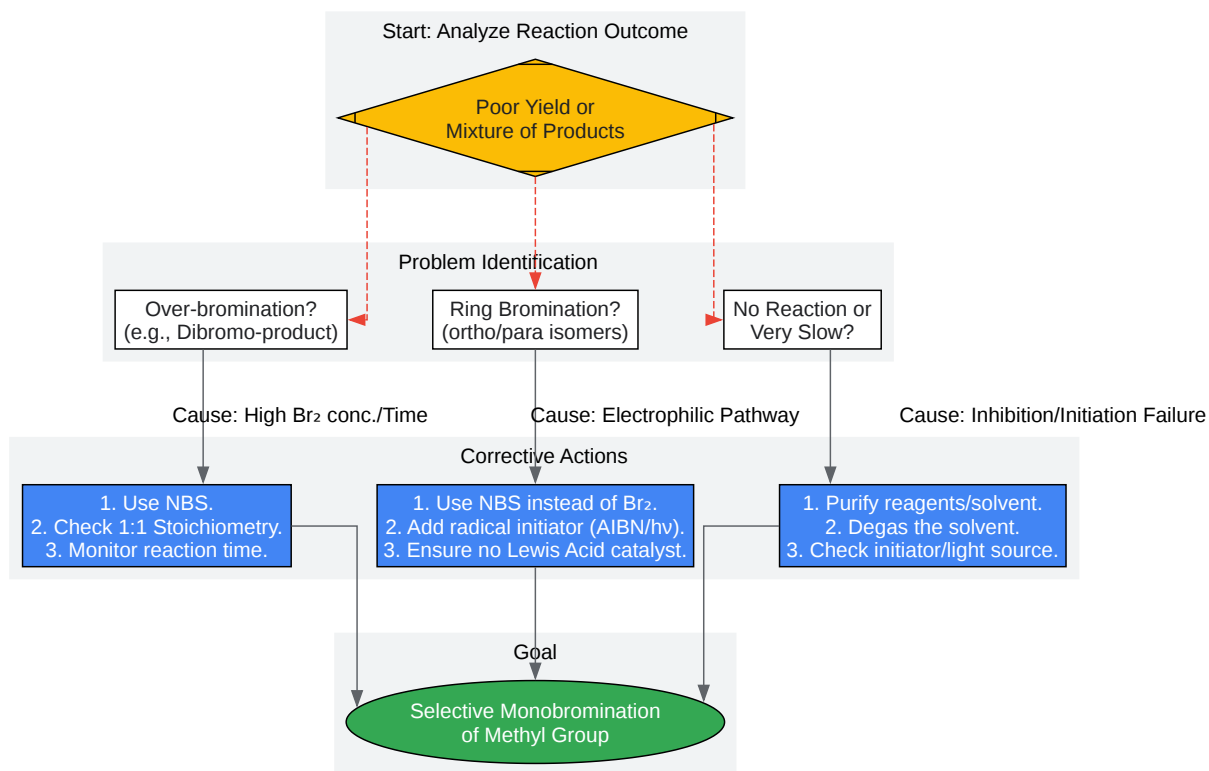 Start: Analyze Reaction Outcome
Poor Yield or
Mixture of Products
Problem Identification
Over-bromination?
(e.g., Dibromo-product)
Ring Bromination?
(ortho/para isomers)
No Reaction or
Very Slow?
Cause: High Br₂ conc./Time
Cause: Electrophilic Pathway
Cause: Inhibition/Initiation Failure
Corrective Actions
1. Use NBS.
2. Check 1:1 Stoichiometry.
3. Monitor reaction time.
1. Use NBS instead of Br₂.
2. Add radical initiator (AIBN/hν).
3. Ensure no Lewis Acid catalyst.
1. Purify reagents/solvent.
2. Degas the solvent.
3. Check initiator/light source.
Goal
Selective Monobromination
of Methyl Group